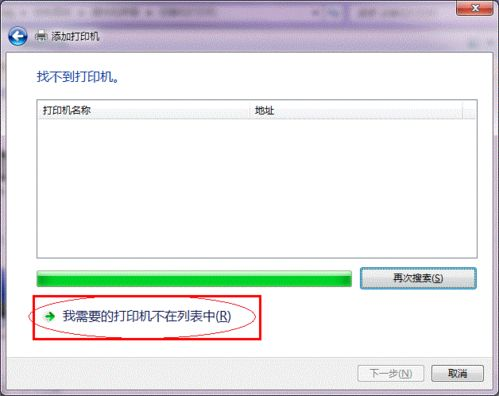 添加打印机
找不到打印机。
打印机名称 地址
再次搜索(S)
我需要的打印机不在列表中(R)
下一步(N) 取消